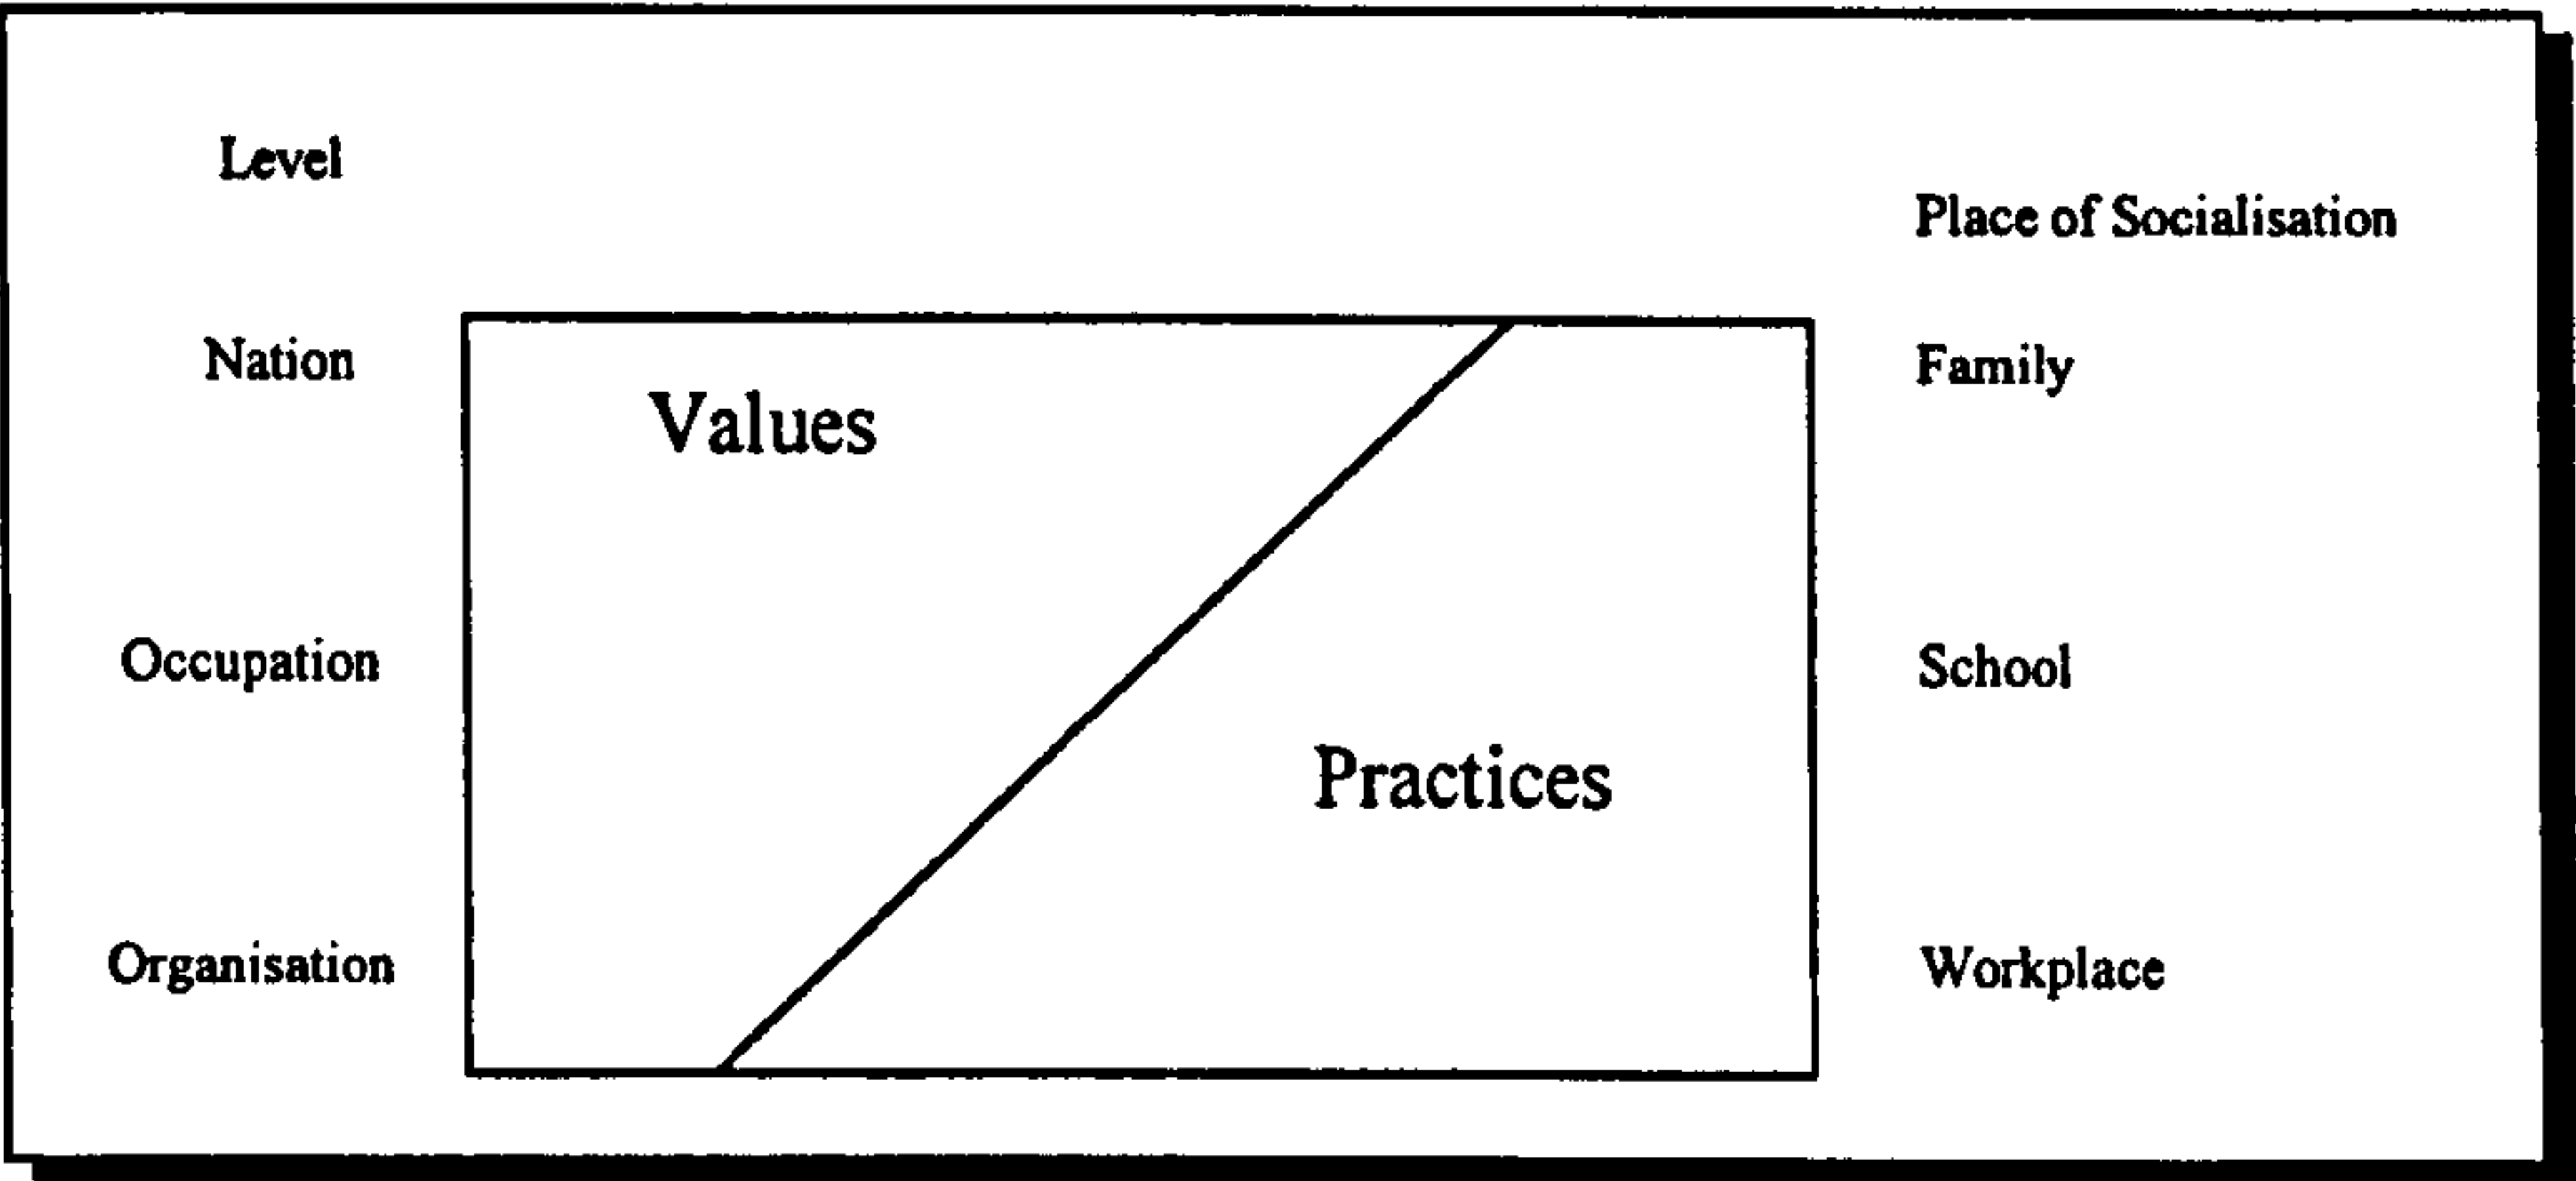 Level
Place of Socialisation
Nation
Family
Values
Occupation
School
Practices
Organisation
Workplace